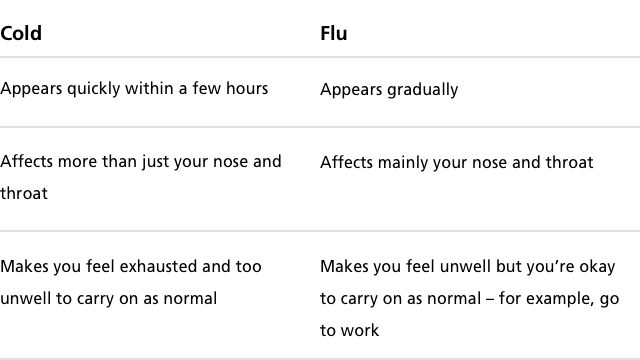 Cold Flu
Appears quickly within a few hours Appears gradually
Affects more than just your nose and Affects mainly your nose and throat
throat
Makes you feel exhausted and too Makes you feel unwell but you’re okay
unwell to carry on as normal to carry on as normal – for example, go
to work